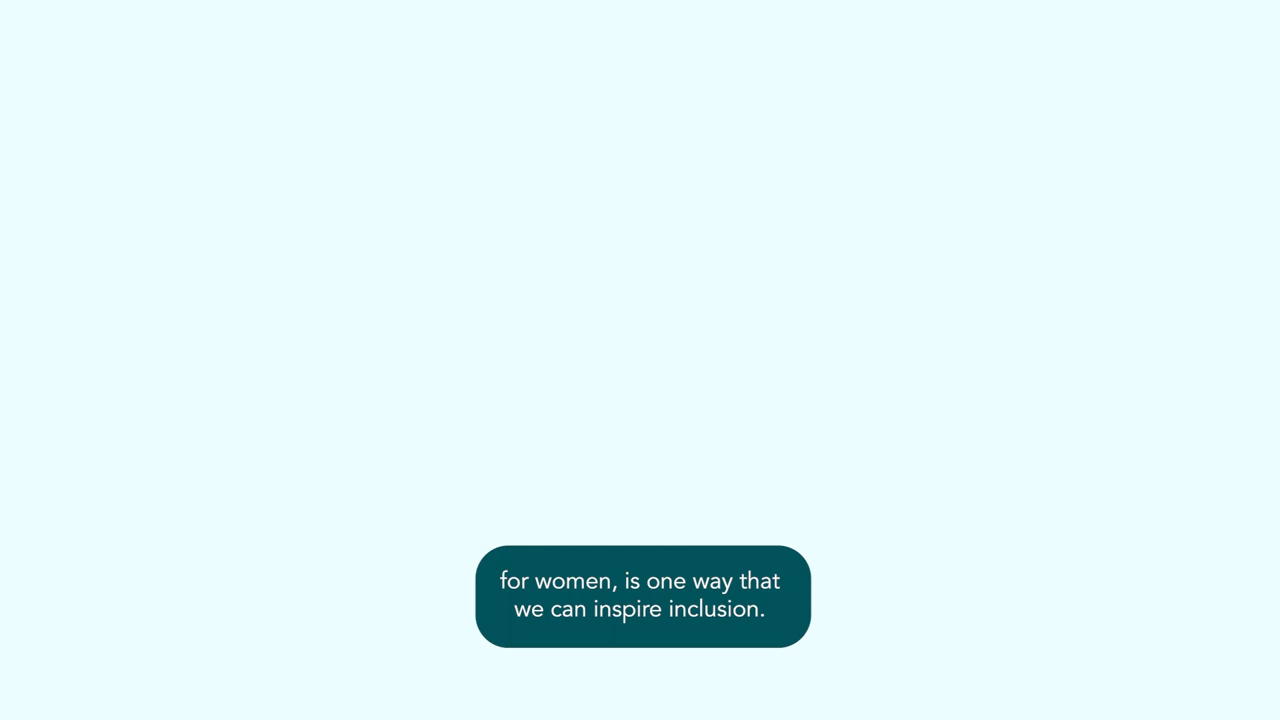 for women, is one way that
we can inspire inclusion.